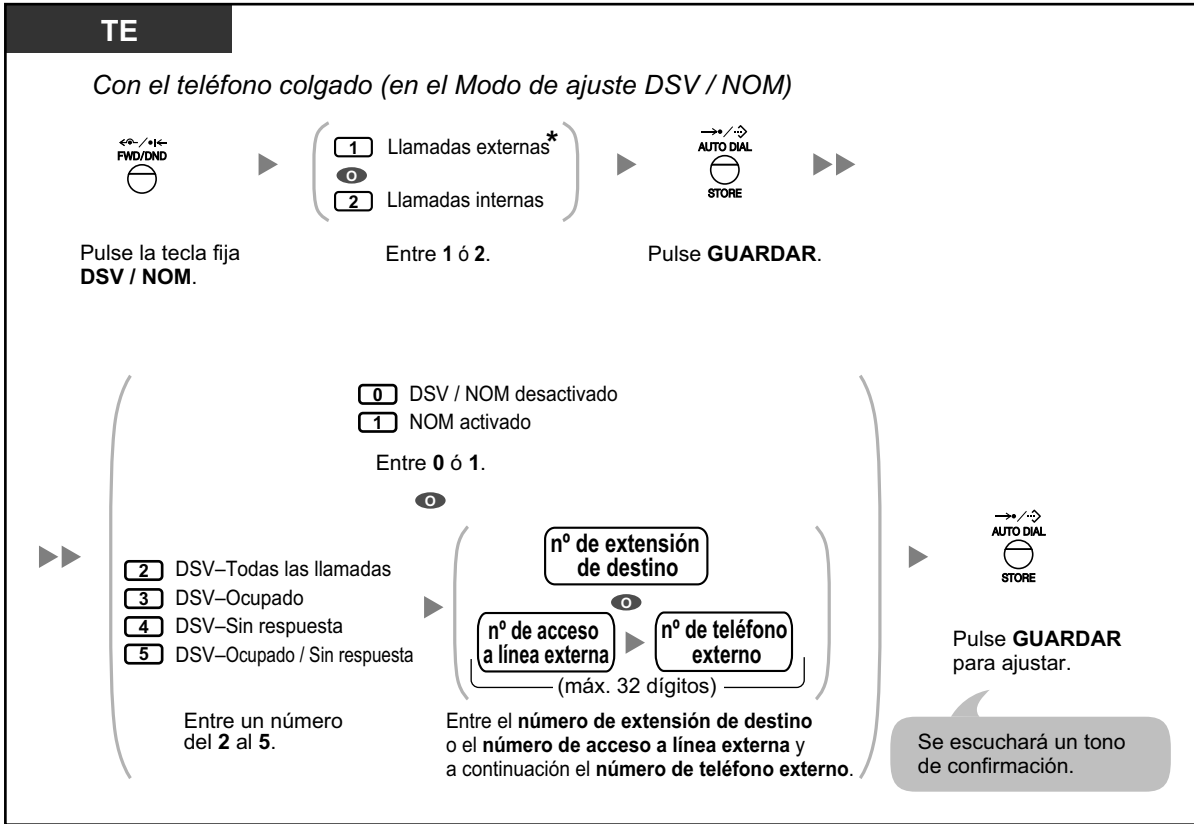 TE
Con el teléfono colgado (en el Modo de ajuste DSV / NOM)
FWD/DND
1 Llamadas externas*
o
2 Llamadas internas
AUTO DIAL
STORE
Pulse la tecla fija
DSV / NOM.
Entre 1 ó 2.
Pulse GUARDAR.
0 DSV / NOM desactivado
1 NOM activado
Entre 0 ó 1.
o
2 DSV–Todas las llamadas
3 DSV–Ocupado
4 DSV–Sin respuesta
5 DSV–Ocupado / Sin respuesta
Entre un número
del 2 al 5.
nº de extensión
de destino
o
nº de acceso
a línea externa
nº de teléfono
externo
(máx. 32 dígitos)
Entre el número de extensión de destino
o el número de acceso a línea externa y
a continuación el número de teléfono externo.
AUTO DIAL
STORE
Pulse GUARDAR
para ajustar.
Se escuchará un tono
de confirmación.